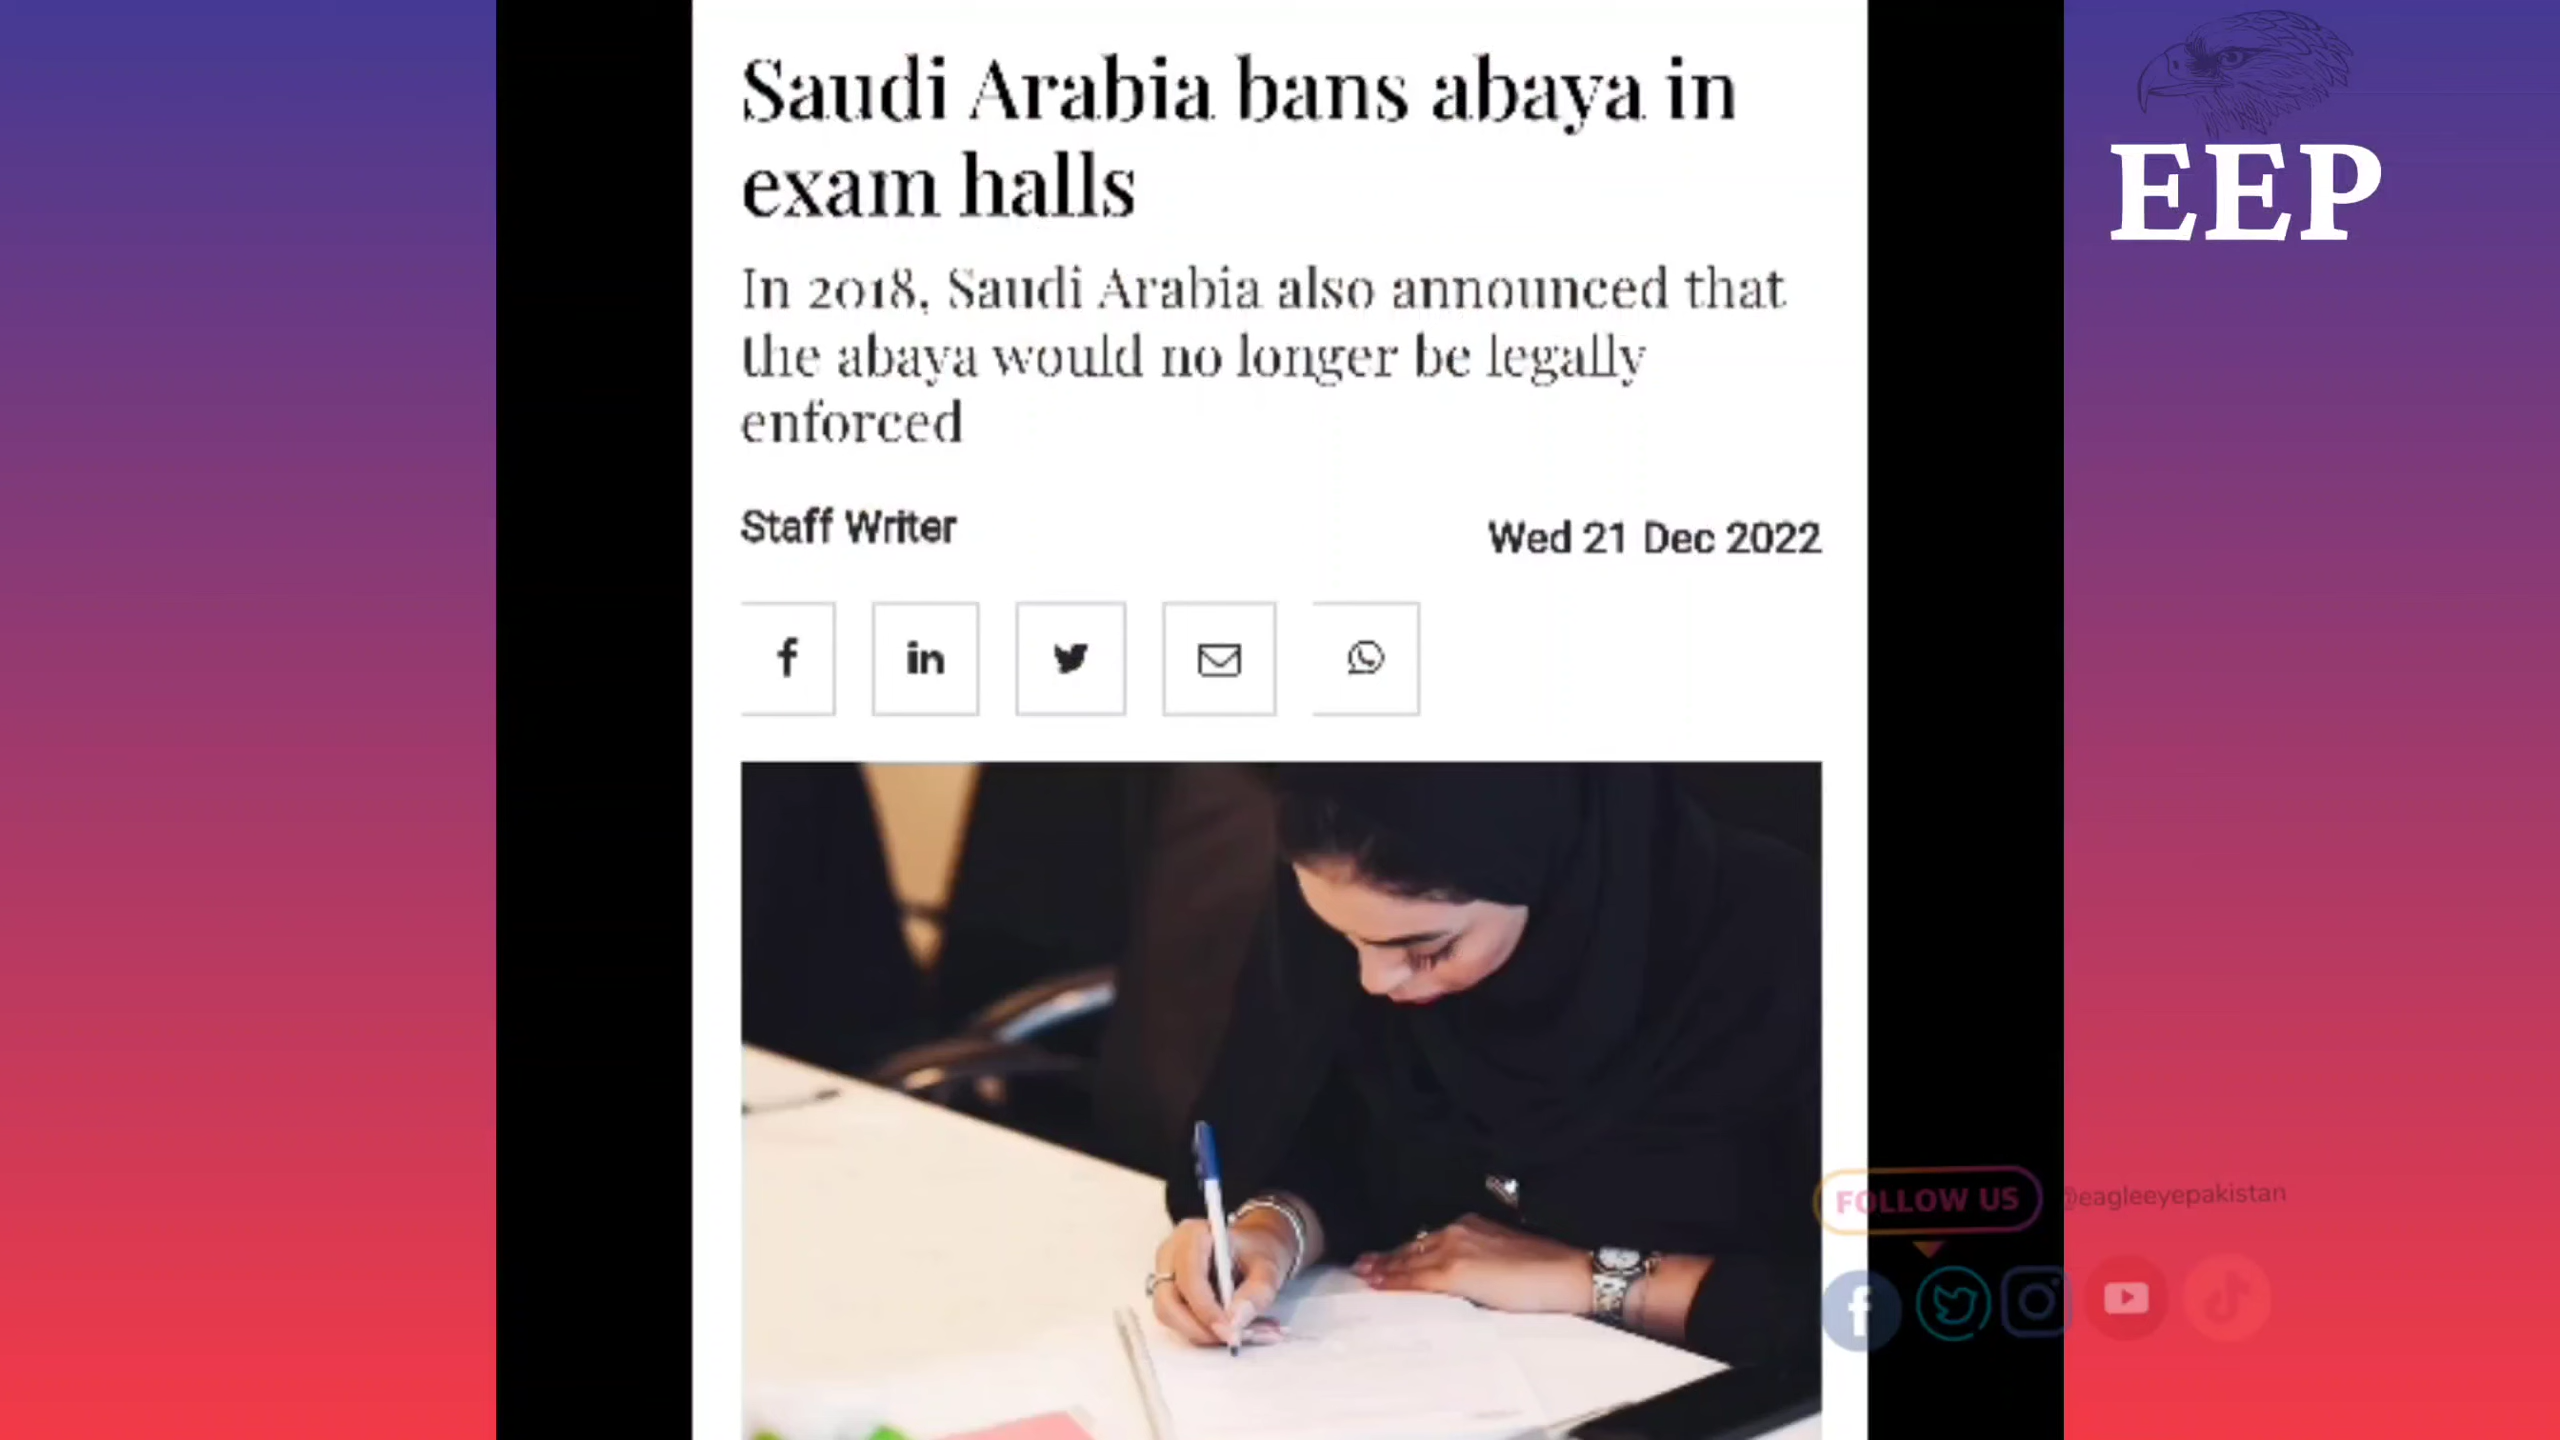 Saudi Arabia bans abaya in
exam halls
In 2018, Saudi Arabia also announced that
the abaya would no longer be legally
enforced
Staff Writer
Wed 21 Dec 2022
EEP
FOLLOW US
@eagleeyepakistan